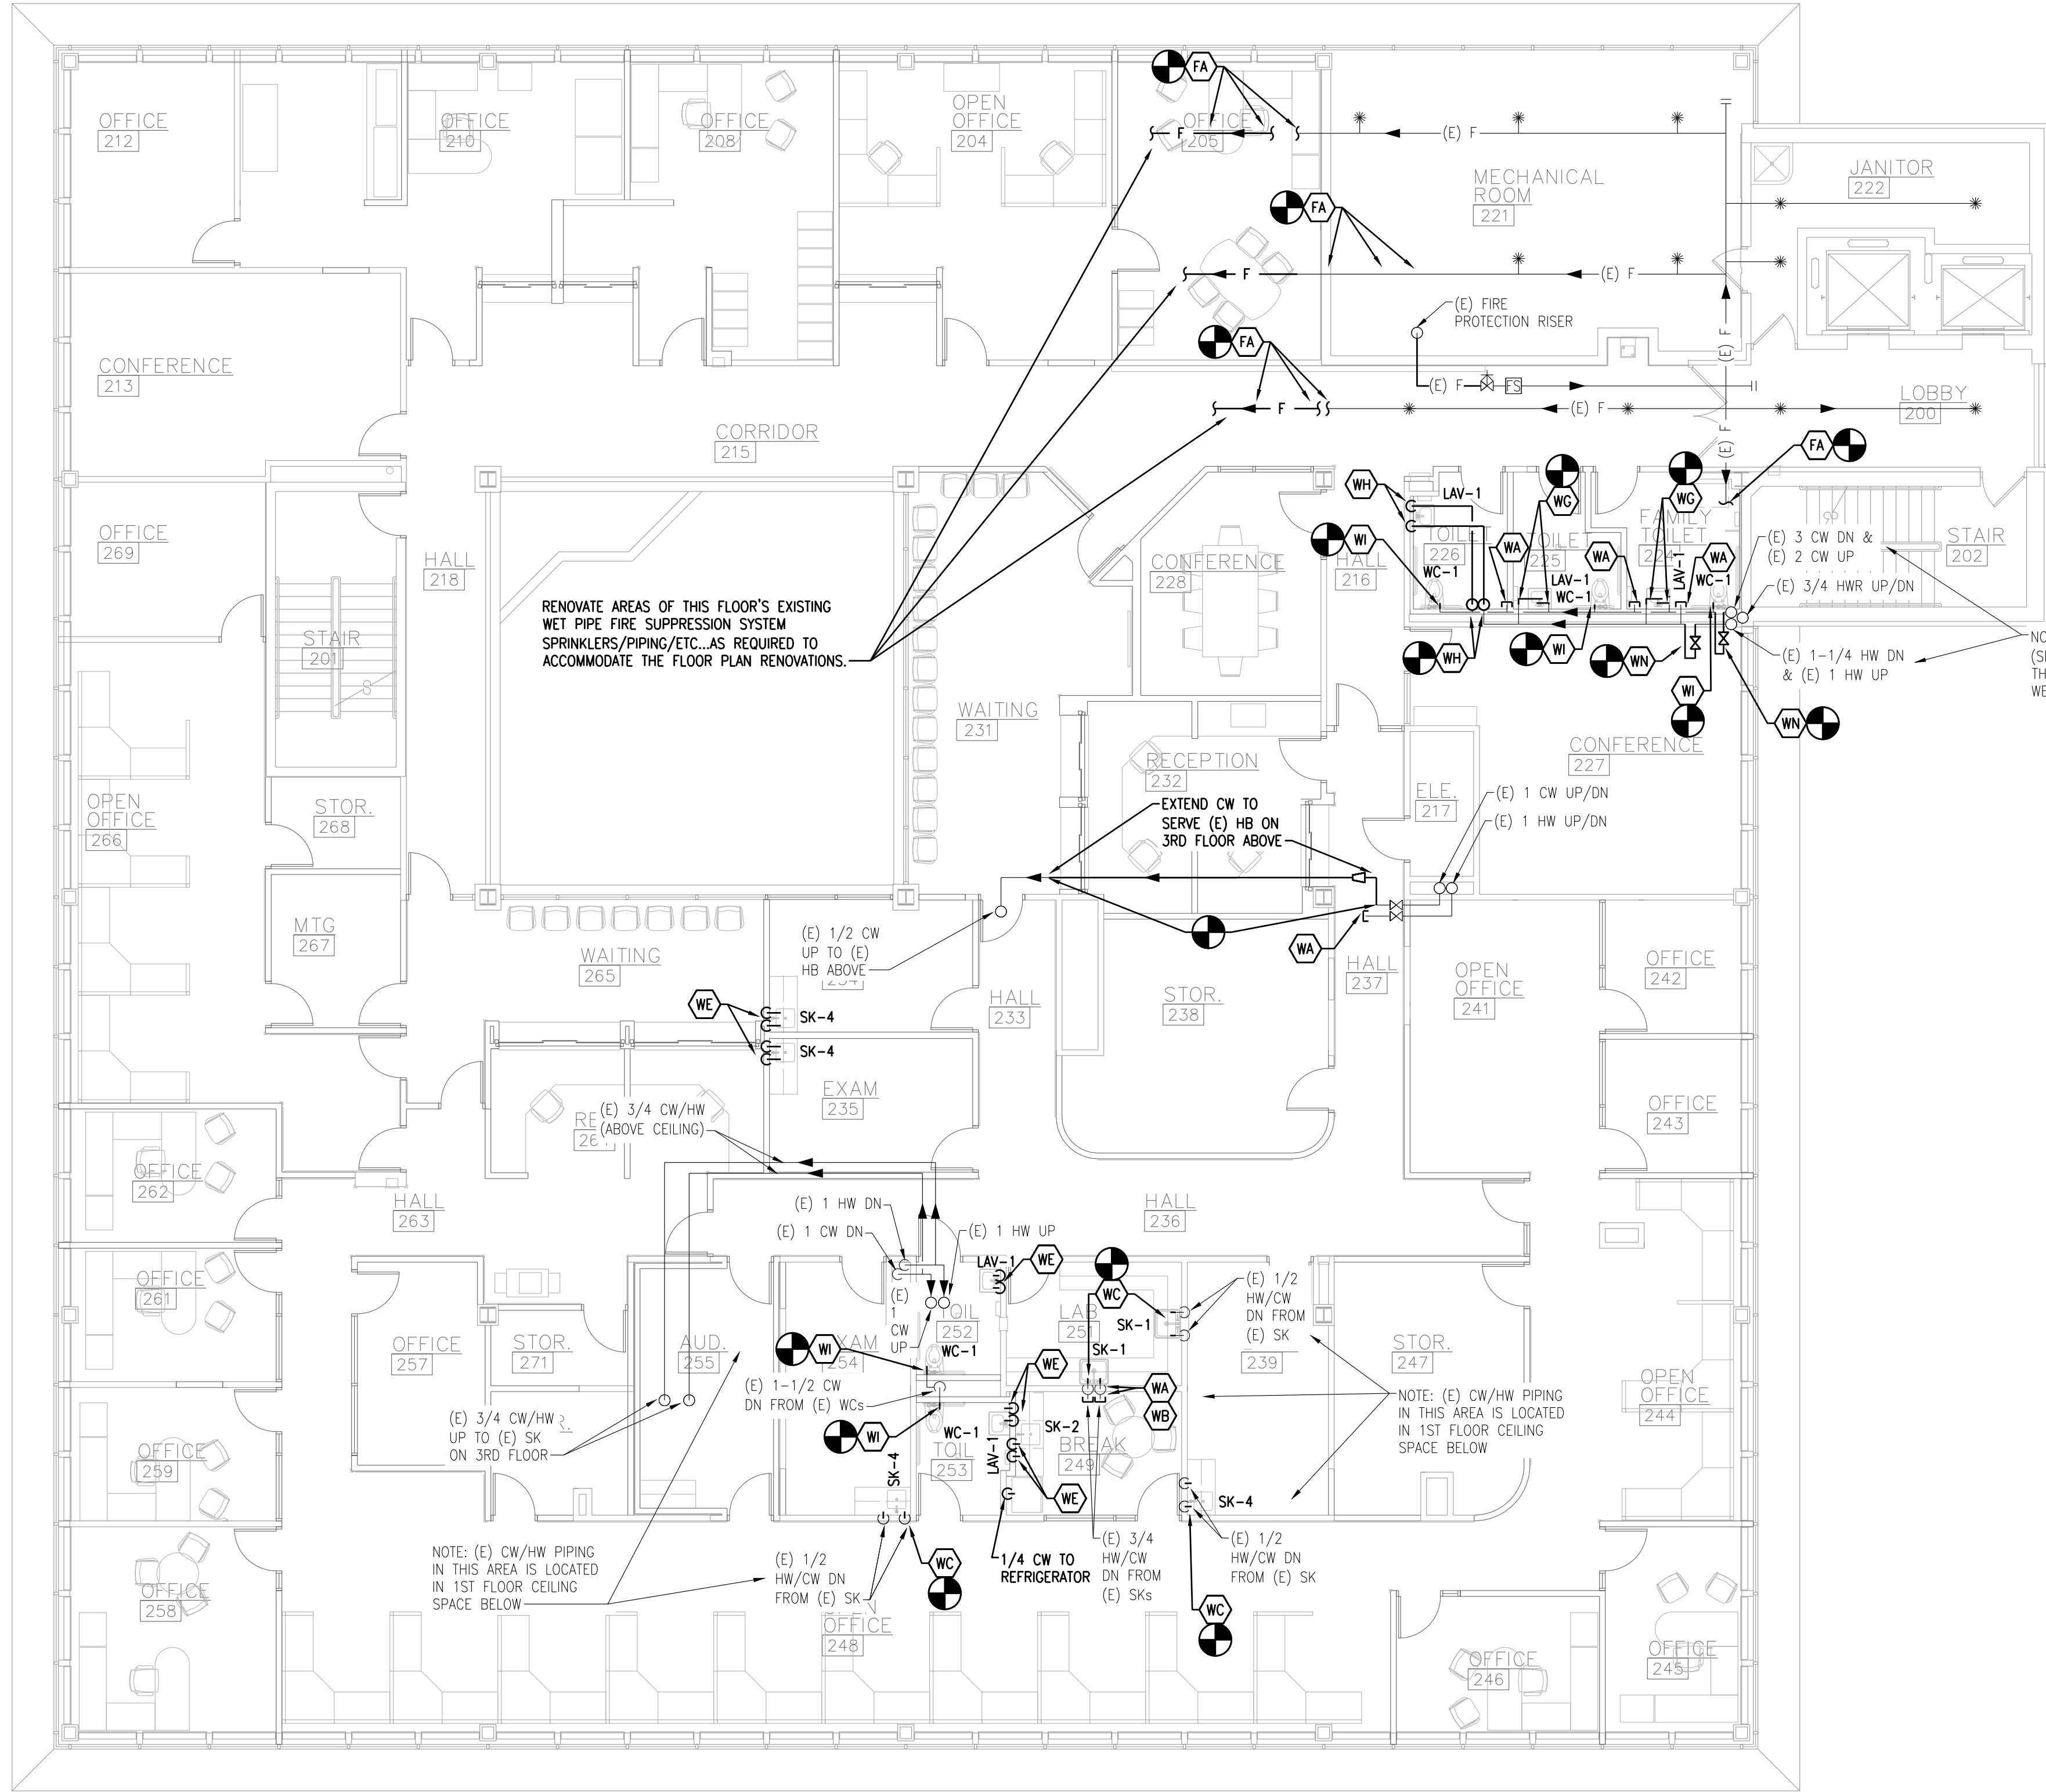 FA
OFFICE
212
OFFICE
210
OFFICE
208
OPEN
OFFICE
204
OFFICE
205
F
(E) F
MECHANICAL
ROOM
221
JANITOR
222
FA
F
(E) F
(E) FIRE
PROTECTION RISER
(E) F
FA
CONFERENCE
213
(E) F
FS
LOBBY
200
F
(E) F
CORRIDOR
215
(E) F
FA
WH
LAV-1
WG
WG
FAMILY
TOILET
224
TOILET
226
TOILET
225
OFFICE
269
HALL
218
CONFERENCE
228
HALL
216
WI
WA
WA
WA
LAV-1
WC-1
LAV-1
WC-1
WC-1
(E) 3 CW DN &
(E) 2 CW UP
STAIR
202
(E) 3/4 HWR UP/DN
RENOVATE AREAS OF THIS FLOOR'S EXISTING
WET PIPE FIRE SUPPRESSION SYSTEM
SPRINKLERS/PIPING/ETC...AS REQUIRED TO
ACCOMMODATE THE FLOOR PLAN RENOVATIONS.
STAIR
201
S
WH
WI
WN
(E) 1-1/4 HW DN
& (E) 1 HW UP
WI
WN
WAITING
231
CONFERENCE
227
RECEPTION
232
OPEN
OFFICE
266
STOR.
268
EXTEND CW TO
SERVE (E) HB ON
3RD FLOOR ABOVE
ELE.
217
(E) 1 CW UP/DN
(E) 1 HW UP/DN
MTG
267
WAITING
265
(E) 1/2 CW
UP TO (E)
HB ABOVE
WA
HALL
237
OPEN
OFFICE
241
OFFICE
242
HALL
233
STOR.
238
WE
SK-4
SK-4
EXAM
235
OFFICE
243
(E) 3/4 CW/HW
(ABOVE CEILING)
OFFICE
262
HALL
263
HALL
236
(E) 1 HW DN
(E) 1 CW DN
(E) 1 HW UP
LAV-1
WE
WC
OFFICE
261
OFFICE
257
STOR.
271
AUD.
255
(E)
1
CW
UP
TOIL
252
LAB
251
SK-1
SK-1
(E) 1/2
HW/CW
DN FROM
(E) SK
239
STOR.
247
WI
254
WC-1
WE
(E) 1-1/2 CW
DN FROM (E) WCs
WA
WB
NOTE: (E) CW/HW PIPING
IN THIS AREA IS LOCATED
IN 1ST FLOOR CEILING
SPACE BELOW
OPEN
OFFICE
244
(E) 3/4 CW/HW
UP TO (E) SK
ON 3RD FLOOR
WI
WC-1
TOIL
253
LAV-1
SK-2
BREAK
249
OFFICE
259
SK-4
WE
SK-4
NOTE: (E) CW/HW PIPING
IN THIS AREA IS LOCATED
IN 1ST FLOOR CEILING
SPACE BELOW
(E) 1/2
HW/CW DN
FROM (E) SK
WC
1/4 CW TO
REFRIGERATOR
(E) 3/4
HW/CW
DN FROM
(E) SKs
(E) 1/2
HW/CW DN
FROM (E) SK
WC
OFFICE
258
OFFICE
248
OFFICE
246
OFFICE
245